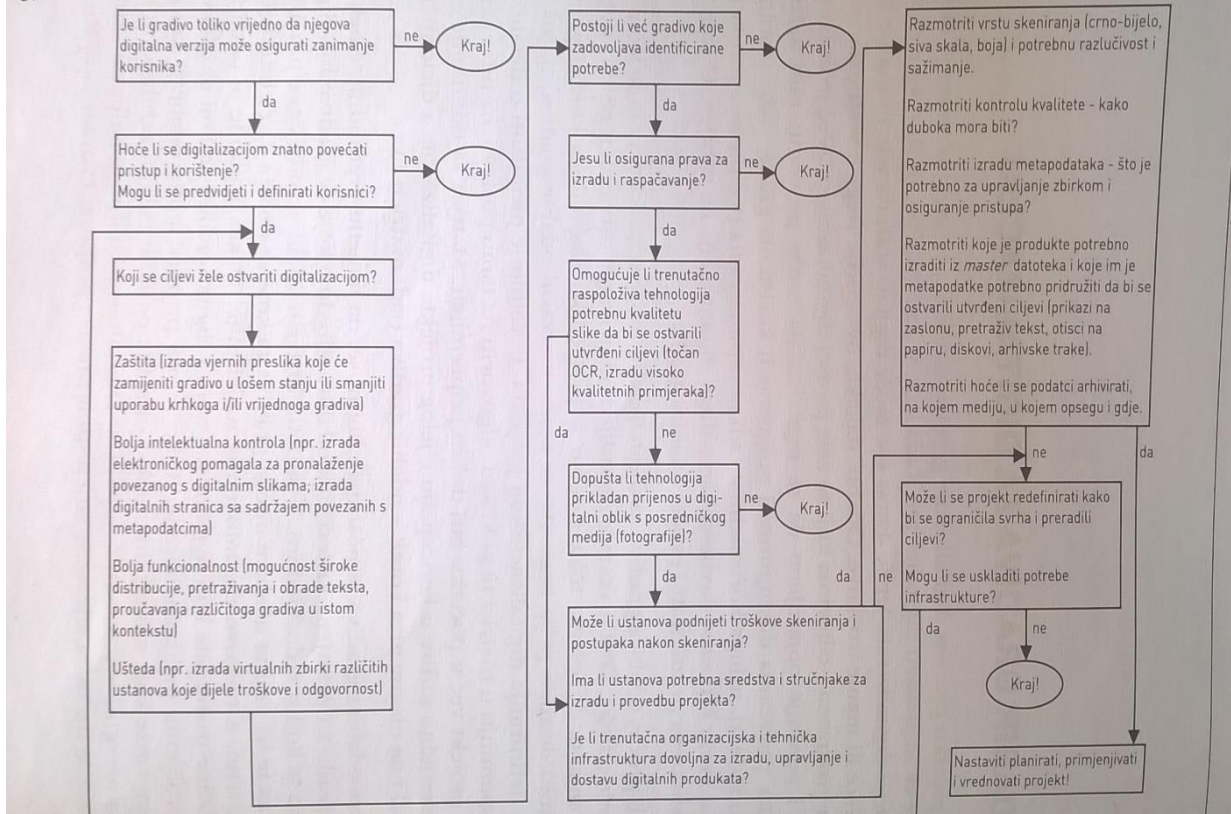 Je li gradivo toliko vrijedno da njegova
digitalna verzija može osigurati zanimanje
korisnika?
ne
Kraj!
da
Hoće li se digitalizacijom znatno povećati
pristup i korištenje?
Mogu li se predvidjeti i definirati korisnici?
ne
Kraj!
da
Koji se ciljevi žele ostvariti digitalizacijom?
Zaštita (izrada vjernih preslika koje će
zamijeniti gradivo u lošem stanju ili smanjiti
uporabu krhkoga i/ili vrijednoga gradiva)
Bolja intelektualna kontrola (npr. izrada
elektroničkog pomagala za pronalaženje
povezanog s digitalnim slikama; izrada
digitalnih stranica sa sadržajem povezanih s
metapodatcima)
Bolja funkcionalnost (mogućnost široke
distribucije, pretraživanja i obrade teksta,
proučavanja različitoga gradiva u istom
kontekstu)
Ušteda (npr. izrada virtualnih zbirki različitih
ustanova koje dijele troškove i odgovornost)
Postoji li već gradivo koje
zadovoljava identificirane
potrebe?
ne
Kraj!
da
Jesu li osigurana prava za
izradu i raspačavanje?
ne
Kraj!
da
Omogućuje li trenutačno
raspoloživa tehnologija
potrebnu kvalitetu
slike da bi se ostvarili
utvrđeni ciljevi (točan
OCR, izradu visoko
kvalitetnih primjeraka)?
da
ne
Dopušta li tehnologija
prikladan prijenos u digi-
talni oblik s posredničkog
medija (fotografije)?
ne
Kraj!
da
da
ne
Može li ustanova podnijeti troškove skeniranja i
postupaka nakon skeniranja?
Ima li ustanova potrebna sredstva i stručnjake za
izradu i provedbu projekta?
Je li trenutačna organizacijska i tehnička
infrastruktura dovoljna za izradu, upravljanje i
dostavu digitalnih produkata?
Razmotriti vrstu skeniranja (crno-bijelo,
siva skala, boja) i potrebnu razlučivost i
sažimanje.
Razmotriti kontrolu kvalitete - kako
duboka mora biti?
Razmotriti izradu metapodataka - što je
potrebno za upravljanje zbirkom i
osiguranje pristupa?
Razmotriti koje je produkte potrebno
izraditi iz master datoteka i koje im je
metapodatke potrebno pridružiti da bi se
ostvarili utvrđeni ciljevi (prikazi na
zaslonu, pretraživ tekst, otisci na
papiru, diskovi, arhivske trake).
Razmotriti hoće li se podatci arhivirati,
na kojem mediju, u kojem opsegu i gdje.
ne
da
Može li se projekt redefinirati kako
bi se ograničila svrha i preradili
ciljevi?
Mogu li se uskladiti potrebe
infrastrukture?
da
ne
Kraj!
Nastaviti planirati, primjenjivati
i vrednovati projekt!